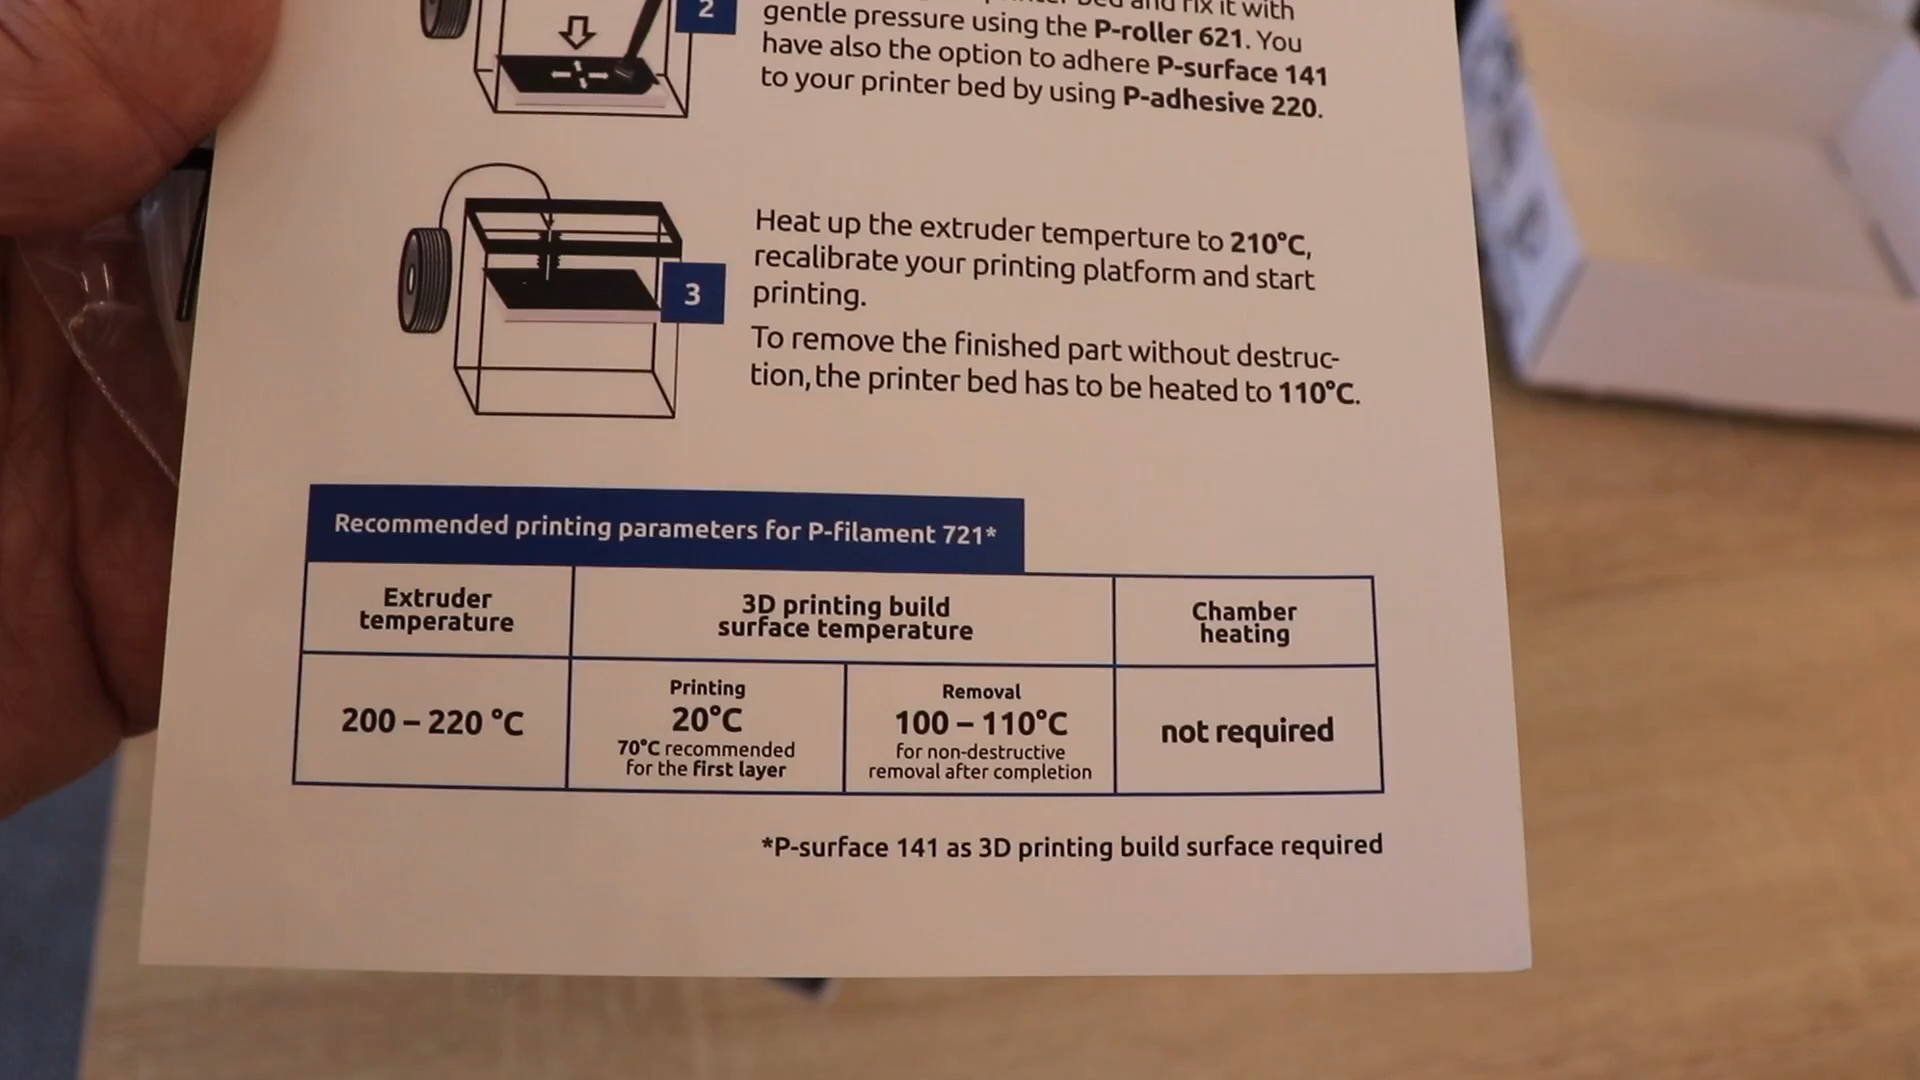 2
and fix it with
gentle pressure using the P-roller 621. You
have also the option to adhere P-surface 141
to your printer bed by using P-adhesive 220.
3
Heat up the extruder temperture to 210°C,
recalibrate your printing platform and start
printing.
To remove the finished part without destruc-
tion, the printer bed has to be heated to 110°C.
Recommended printing parameters for P-filament 721*
Extruder
temperature
3D printing build
surface temperature
Chamber
heating
200 – 220 °C
Printing
20°C
70°C recommended
for the first layer
Removal
100 – 110°C
for non-destructive
removal after completion
not required
*P-surface 141 as 3D printing build surface required